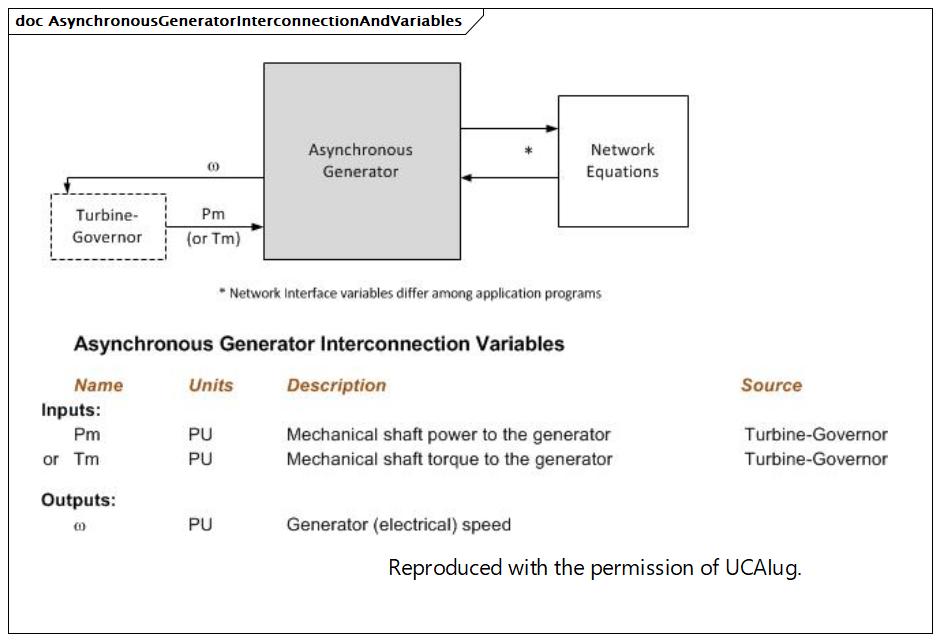 doc AsynchronousGeneratorInterconnectionAndVariables
Asynchronous
Generator
*
Network
Equations
ω
Turbine-
Governor
Pm
(or Tm)
* Network Interface variables differ among application programs
Asynchronous Generator Interconnection Variables
Name Units Description Source
Inputs:
Pm PU Mechanical shaft power to the generator Turbine-Governor
or Tm PU Mechanical shaft torque to the generator Turbine-Governor
Outputs:
ω PU Generator (electrical) speed
Reproduced with the permission of UCAIug.